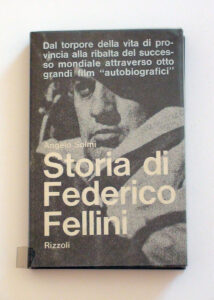 Dal torpore della vita di pro-
vincia alla ribalta del succes-
so mondiale attraverso otto
grandi film "autobiografici"
Angelo Solmi
Storia di
Federico
Fellini
Rizzoli